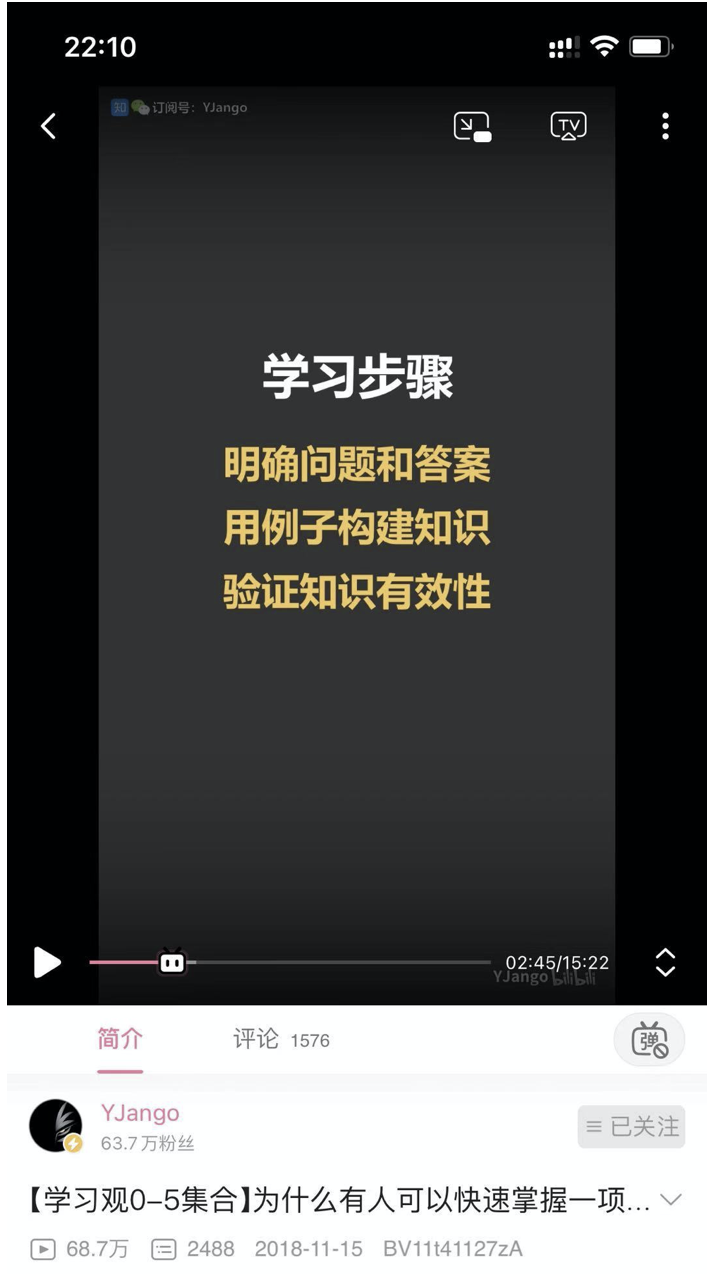 22:10
知 订阅号：YJango
TV
学习步骤
明确问题和答案
用例子构建知识
验证知识有效性
02:45/15:22
YJango bilibili
简介
评论 1576
弹
YJango
63.7万粉丝
已关注
【学习观0-5集合】为什么有人可以快速掌握一项...
68.7万 2488 2018-11-15 BV11t41127zA